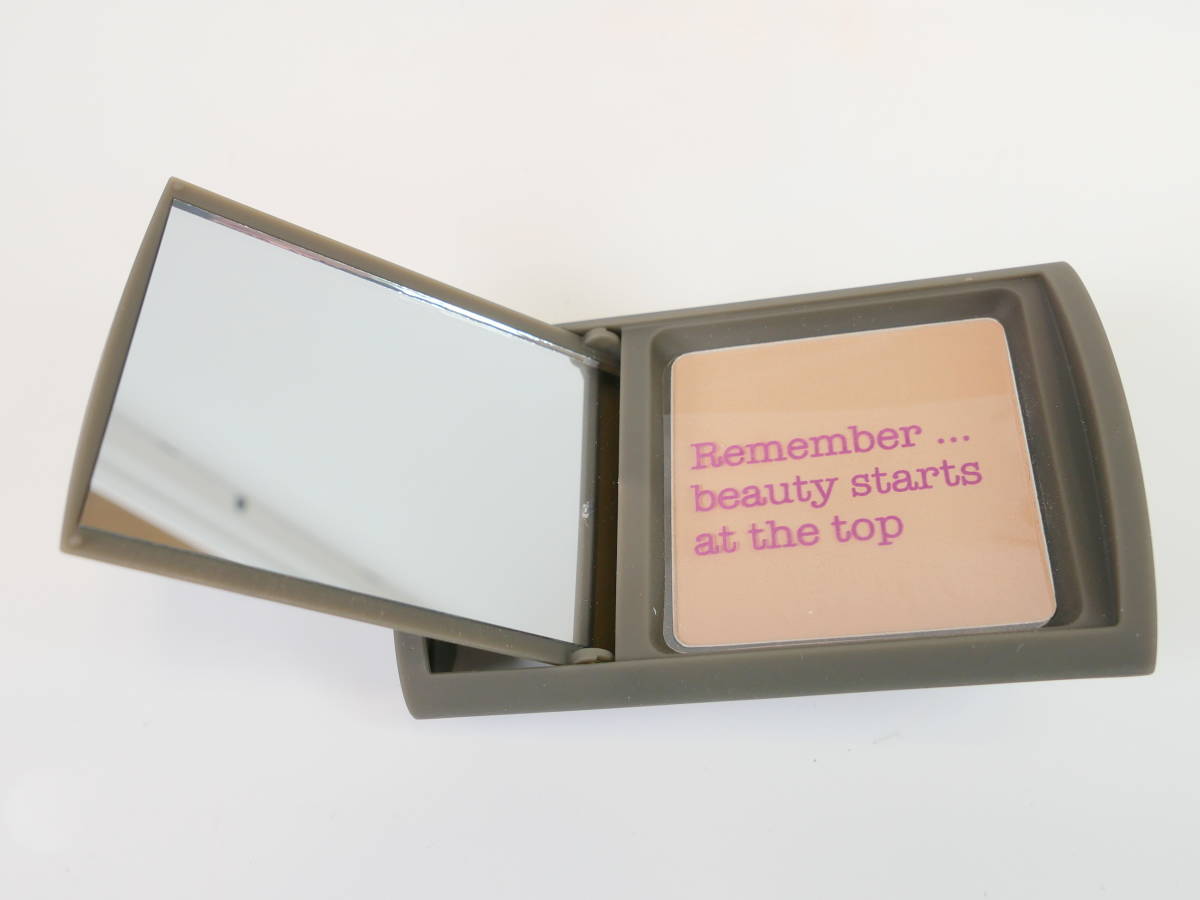 Remember ...
beauty starts
at the top